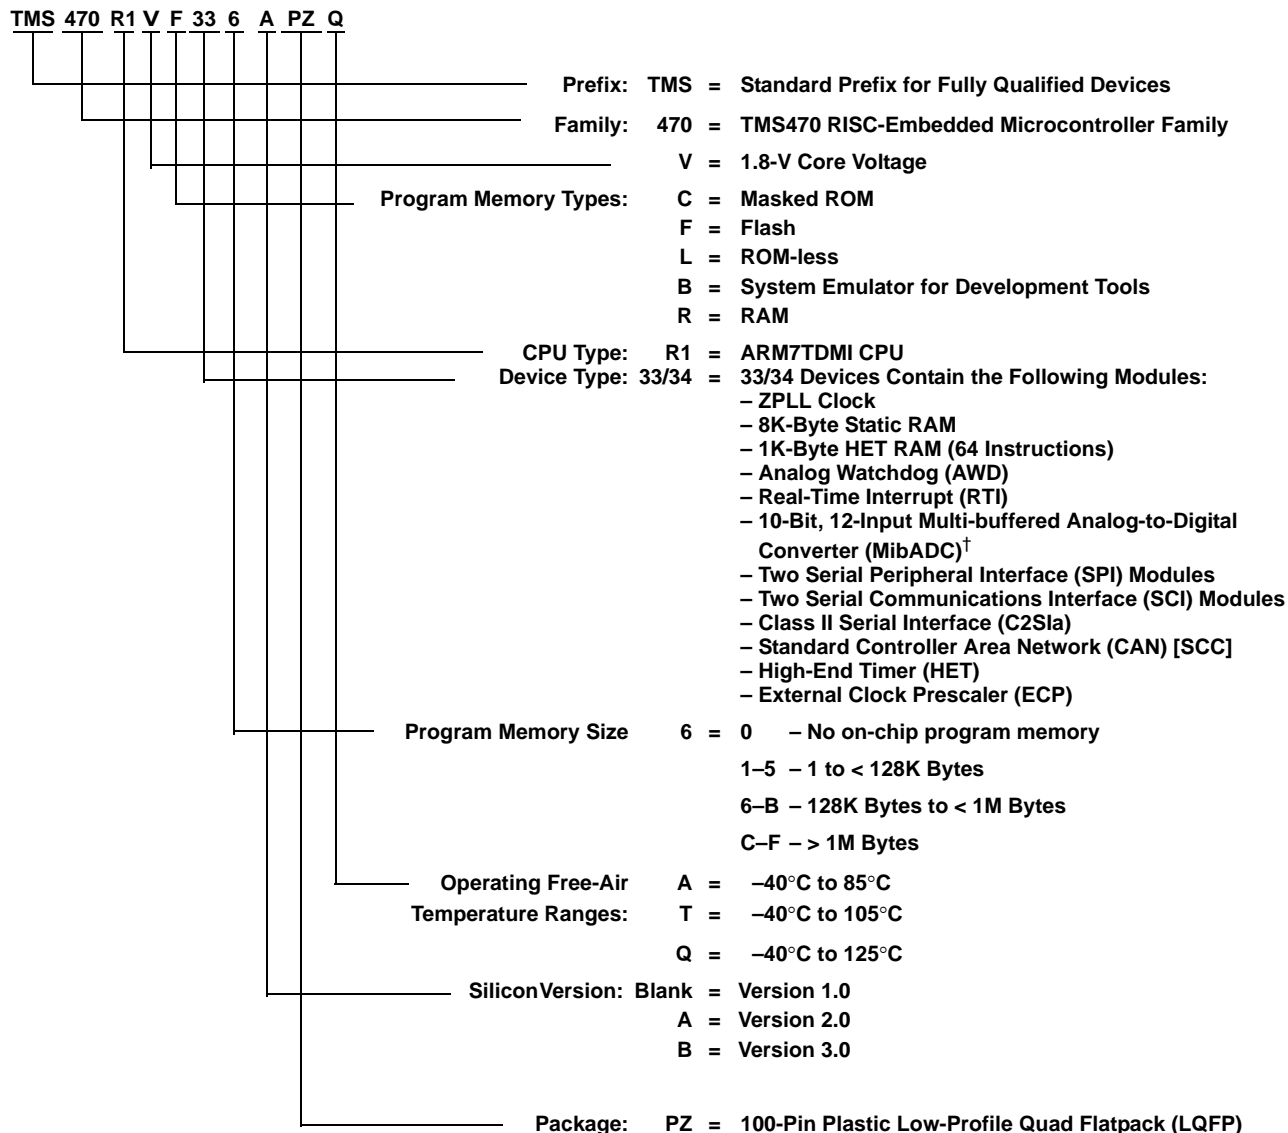 TMS 470 R1 V F 33 6 A PZ Q
Prefix: TMS = Standard Prefix for Fully Qualified Devices
Family: 470 = TMS470 RISC-Embedded Microcontroller Family
V = 1.8-V Core Voltage
Program Memory Types: C = Masked ROM
F = Flash
L = ROM-less
B = System Emulator for Development Tools
R = RAM
CPU Type: R1 = ARM7TDMI CPU
Device Type: 33/34 = 33/34 Devices Contain the Following Modules:
– ZPLL Clock
– 8K-Byte Static RAM
– 1K-Byte HET RAM (64 Instructions)
– Analog Watchdog (AWD)
– Real-Time Interrupt (RTI)
– 10-Bit, 12-Input Multi-buffered Analog-to-Digital
Converter (MibADC)†
– Two Serial Peripheral Interface (SPI) Modules
– Two Serial Communications Interface (SCI) Modules
– Class II Serial Interface (C2SIa)
– Standard Controller Area Network (CAN) [SCC]
– High-End Timer (HET)
– External Clock Prescaler (ECP)
Program Memory Size 6 = 0 – No on-chip program memory
1–5 – 1 to < 128K Bytes
6–B – 128K Bytes to < 1M Bytes
C–F – > 1M Bytes
Operating Free-Air A = –40°C to 85°C
Temperature Ranges: T = –40°C to 105°C
Q = –40°C to 125°C
Silicon Version: Blank = Version 1.0
A = Version 2.0
B = Version 3.0
Package: PZ = 100-Pin Plastic Low-Profile Quad Flatpack (LQFP)